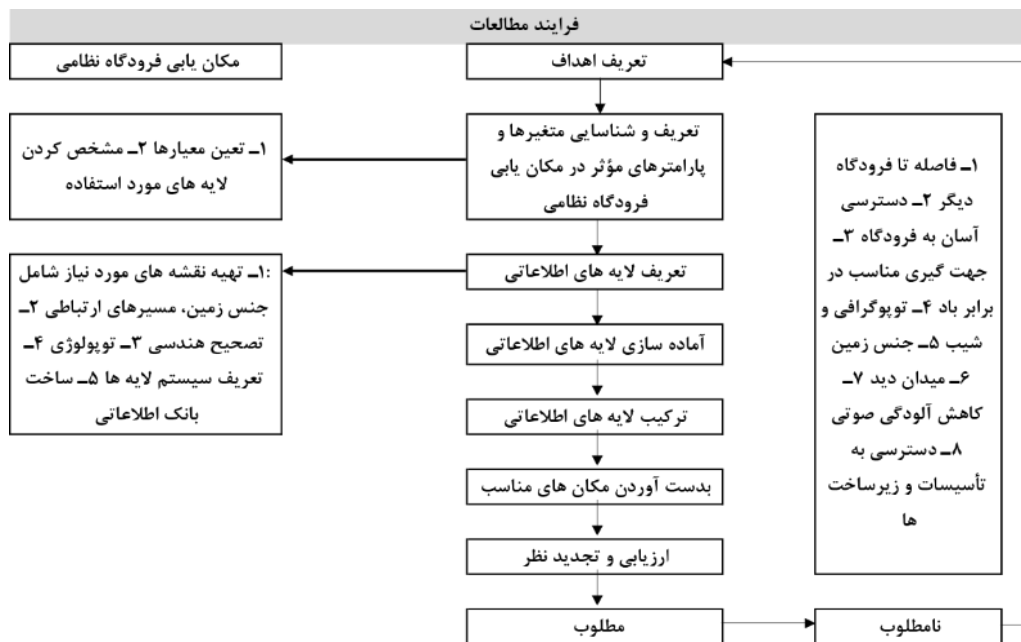 فرایند مطالعات
تعریف اهداف
مکان یابی فرودگاه نظامی
تعریف و شناسایی متغیرها و
پارامترهای مؤثر در مکان یابی
فرودگاه نظامی
۱ـ تعین معیارها ۲ـ مشخص کردن
لایه های مورد استفاده
۱ـ فاصله تا فرودگاه
دیگر ۲ـ دسترسی
آسان به فرودگاه ۳ـ
جهت گیری مناسب در
برابر باد ۴ـ توپوگرافی و
شیب ۵ـ جنس زمین
۶ـ میدان دید ۷ـ
کاهش آلودگی صوتی
۸ـ دسترسی به
تأسیسات و زیرساخت
ها
تعریف لایه های اطلاعاتی
:۱ـ تهیه نقشه های مورد نیاز شامل
جنس زمین، مسیرهای ارتباطی ۲ـ
تصحیح هندسی ۳ـ توپولوژی ۴ـ
تعریف سیستم لایه ها ۵ـ ساخت
بانک اطلاعاتی
آماده سازی لایه های اطلاعاتی
ترکیب لایه های اطلاعاتی
بدست آوردن مکان های مناسب
ارزیابی و تجدید نظر
مطلوب
نامطلوب